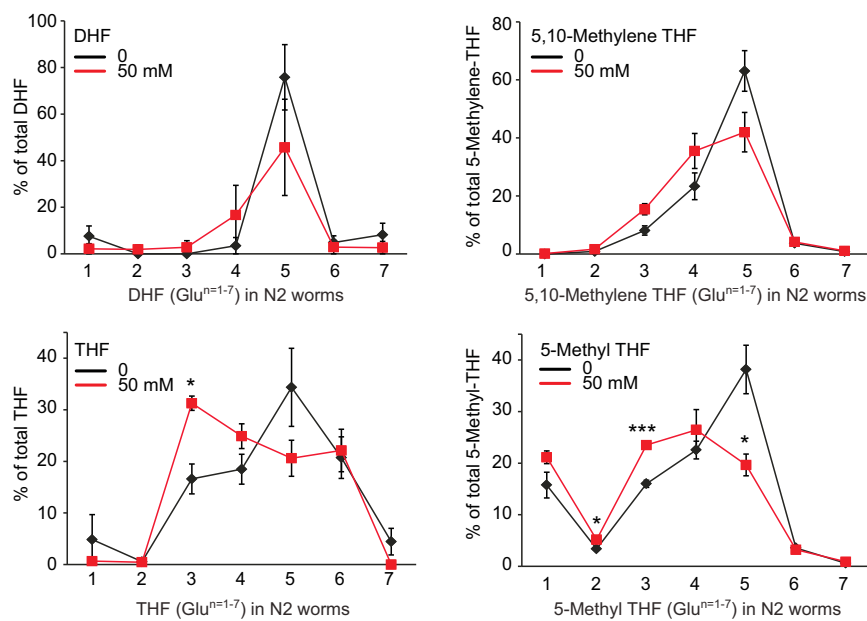 DHF
0
50 mM
% of total DHF
100
80
60
40
20
0
1 2 3 4 5 6 7
DHF (Gluⁿ⁼¹⁻⁷) in N2 worms
5,10-Methylene THF
0
50 mM
% of total 5-Methylene-THF
80
60
40
20
0
1 2 3 4 5 6 7
5,10-Methylene THF (Gluⁿ⁼¹⁻⁷) in N2 worms
THF
0
50 mM
% of total THF
40
30
20
10
0
*
1 2 3 4 5 6 7
THF (Gluⁿ⁼¹⁻⁷) in N2 worms
5-Methyl THF
0
50 mM
% of total 5-Methyl-THF
40
30
20
10
0
*
***
*
1 2 3 4 5 6 7
5-Methyl THF (Gluⁿ⁼¹⁻⁷) in N2 worms